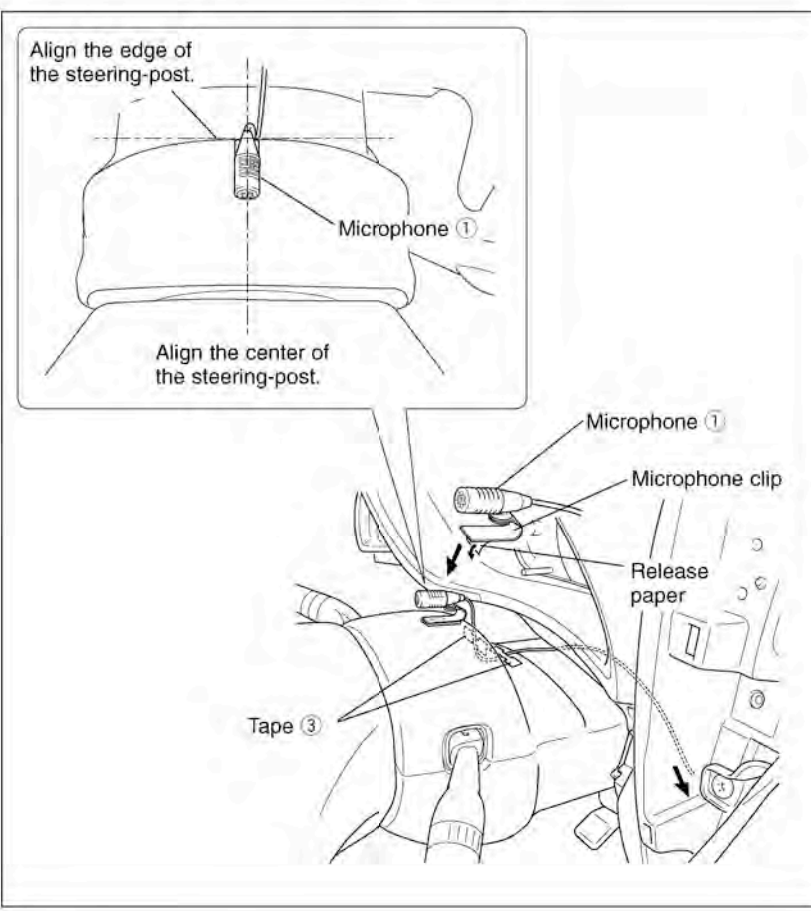 Align the edge of
the steering-post.
Microphone ①
Align the center of
the steering-post.
Microphone ①
Microphone clip
Release
paper
Tape ③